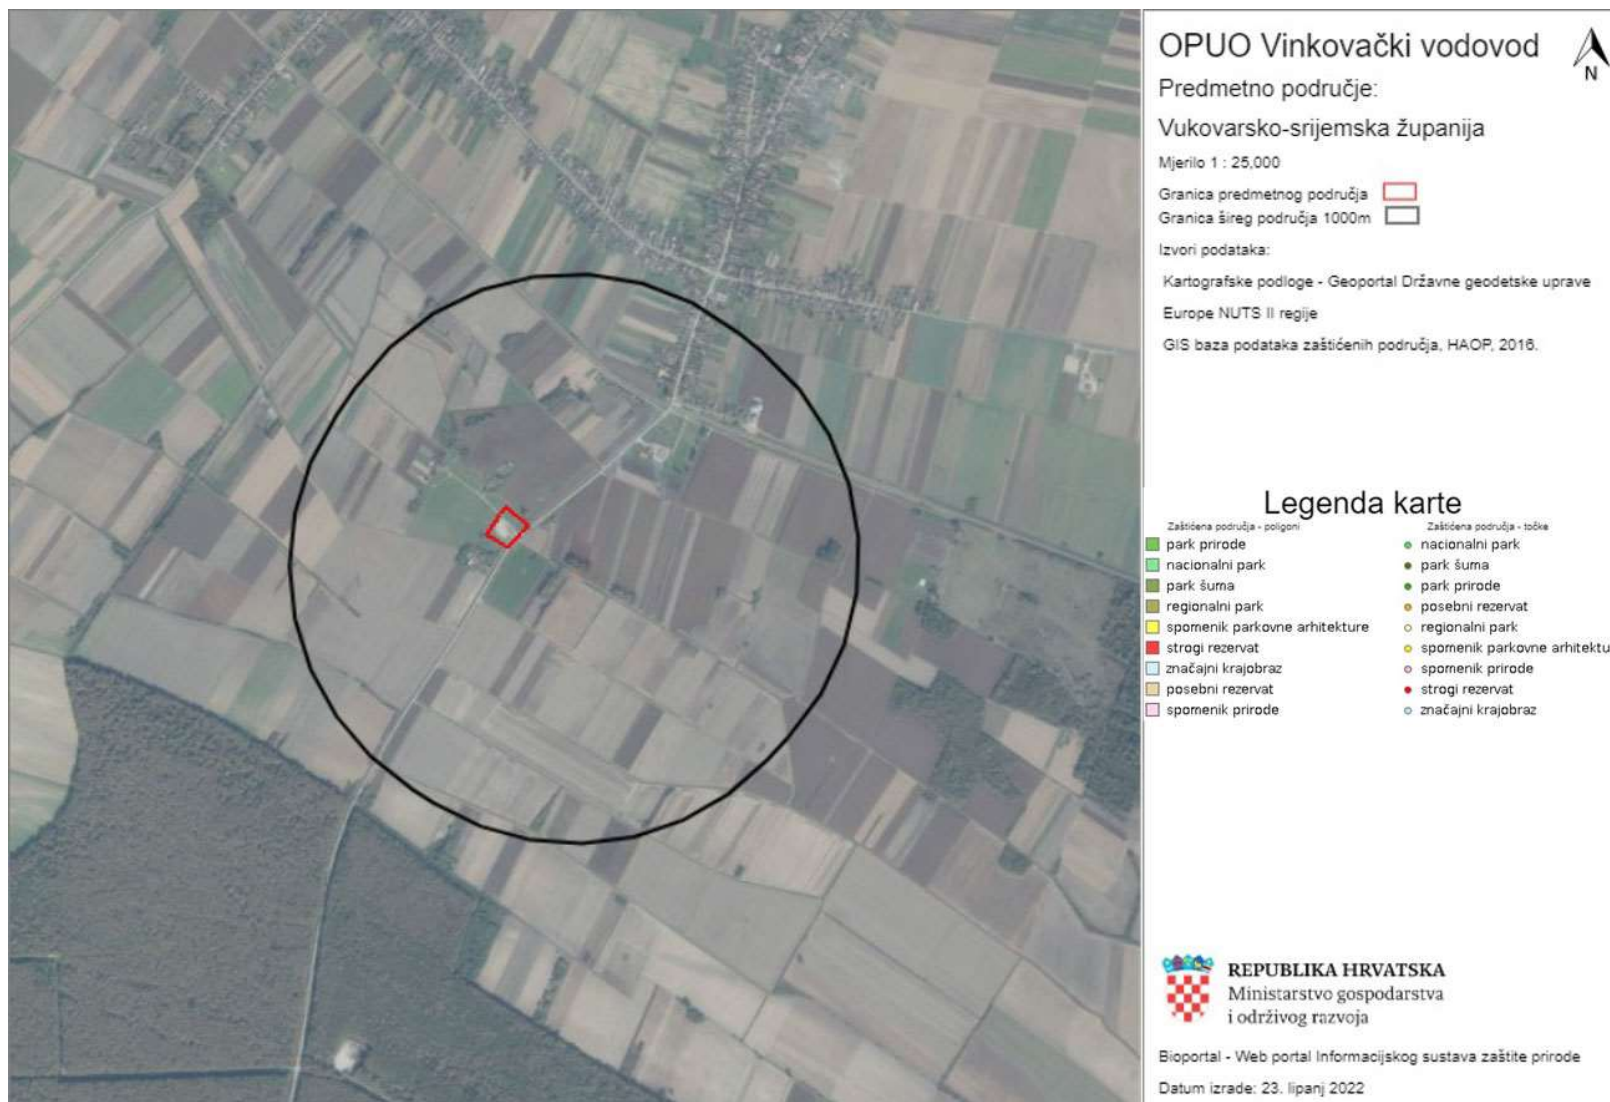 OPUO Vinkovački vodovod
N
Predmetno područje:
Vukovarsko-srijemska županija
Mjerilo 1 : 25,000
Granica predmetnog područja
Granica šireg područja 1000m
Izvori podataka:
Kartografske podloge - Geoportal Državne geodetske uprave
Europe NUTS II regije
GIS baza podataka zaštićenih područja, HAOP, 2016.
Legenda karte
Zaštićena područja - poligoni
park prirode
nacionalni park
park šuma
regionalni park
spomenik parkovne arhitekture
strogi rezervat
značajni krajobraz
posebni rezervat
spomenik prirode
Zaštićena područja - točke
nacionalni park
park šuma
park prirode
posebni rezervat
regionalni park
spomenik parkovne arhitektu
spomenik prirode
strogi rezervat
značajni krajobraz
REPUBLIKA HRVATSKA
Ministarstvo gospodarstva
i održivog razvoja
Bioportal - Web portal Informacijskog sustava zaštite prirode
Datum izrade: 23. lipanj 2022